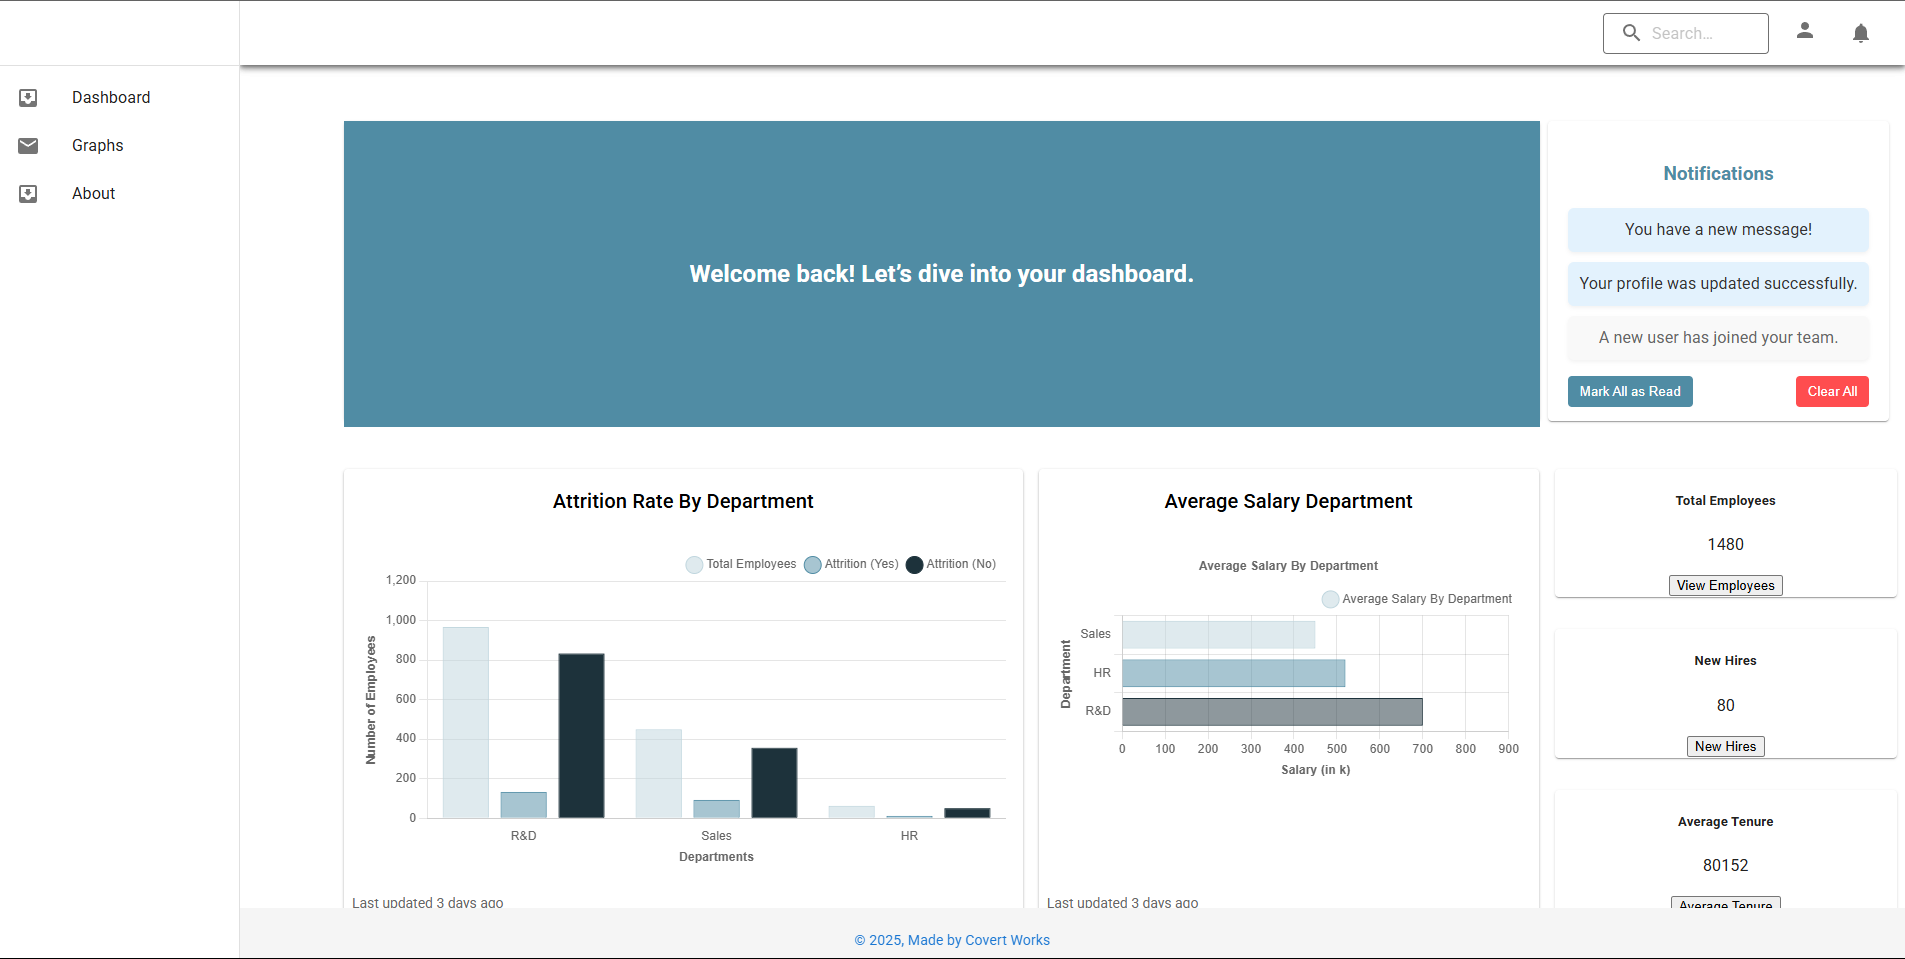 Search...
Dashboard
Graphs
About
Welcome back! Let’s dive into your dashboard.
Notifications
You have a new message!
Your profile was updated successfully.
A new user has joined your team.
Mark All as Read
Clear All
Attrition Rate By Department
Total Employees
Attrition (Yes)
Attrition (No)
1,200
1,000
800
600
400
200
0
Number of Employees
R&D
Sales
HR
Departments
Last updated 3 days ago
Average Salary Department
Average Salary By Department
Average Salary By Department
Department
Sales
HR
R&D
0 100 200 300 400 500 600 700 800 900
Salary (in k)
Last updated 3 days ago
Total Employees
1480
View Employees
New Hires
80
New Hires
Average Tenure
80152
Average Tenure
© 2025, Made by Covert Works